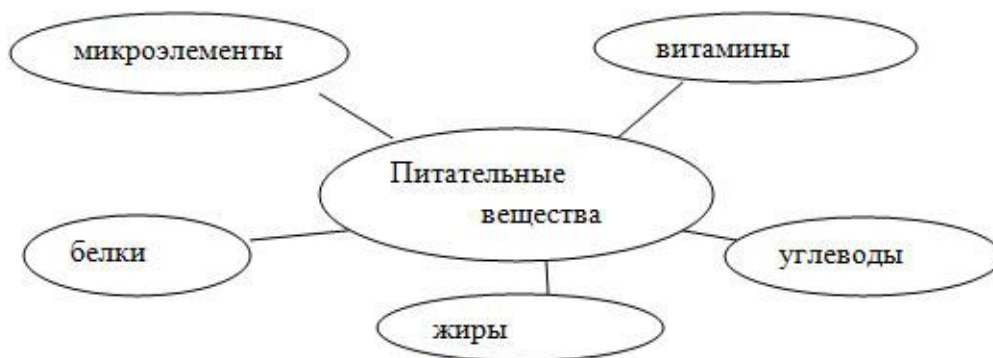 микроэлементы
витамины
Питательные
вещества
белки
углеводы
жиры